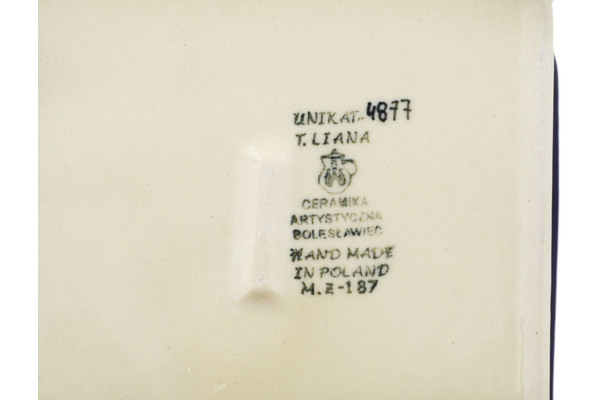 UNIKAT 4877
T. LIANA
CERAMIKA
ARTYSTYCZNA
BOLESŁAWIEC
HAND MADE
IN POLAND
M.Z-187